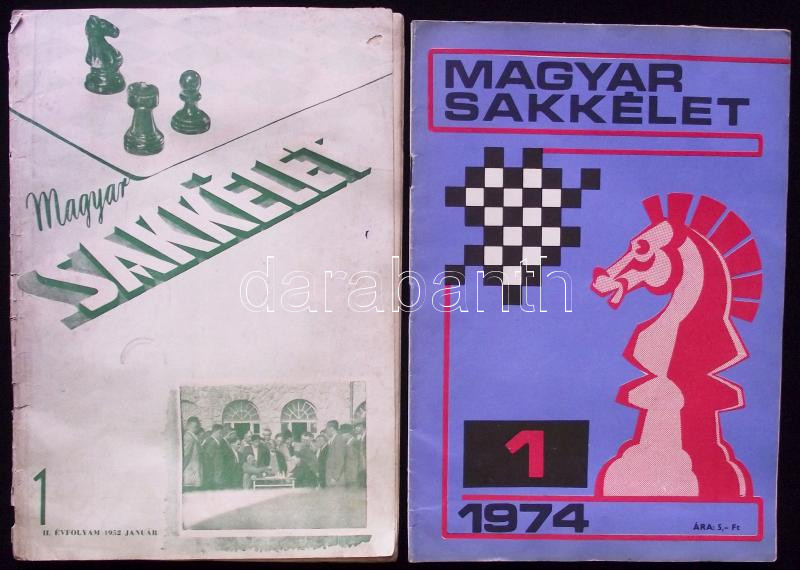 Magyar
SAKKÉLET
1
II. ÉVFOLYAM 1952 JANUÁR
MAGYAR
SAKKÉLET
1
1974
ÁRA: 5,– Ft
darabanth